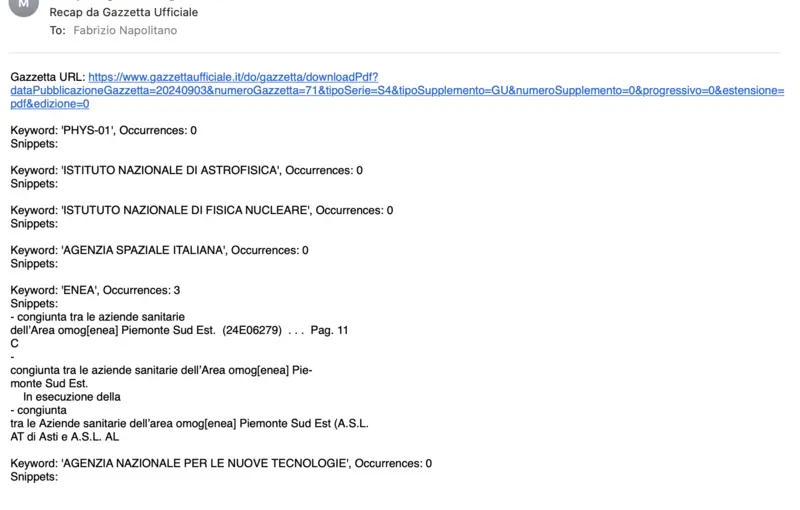 M
Recap da Gazzetta Ufficiale
To: Fabrizio Napolitano
Gazzetta URL: https://www.gazzettaufficiale.it/do/gazzetta/downloadPdf?
dataPubblicazioneGazzetta=20240903&numeroGazzetta=71&tipoSerie=S4&tipoSupplemento=GU&numeroSupplemento=0&progressivo=0&estensione=
pdf&edizione=0
Keyword: 'PHYS-01', Occurrences: 0
Snippets:
Keyword: 'ISTITUTO NAZIONALE DI ASTROFISICA', Occurrences: 0
Snippets:
Keyword: 'ISTUTUTO NAZIONALE DI FISICA NUCLEARE', Occurrences: 0
Snippets:
Keyword: 'AGENZIA SPAZIALE ITALIANA', Occurrences: 0
Snippets:
Keyword: 'ENEA', Occurrences: 3
Snippets:
- congiunta tra le aziende sanitarie
dell'Area omog[enea] Piemonte Sud Est. (24E06279) . . . Pag. 11
C
-
congiunta tra le aziende sanitarie dell'Area omog[enea] Pie-
monte Sud Est.
In esecuzione della
- congiunta
tra le Aziende sanitarie dell'area omog[enea] Piemonte Sud Est (A.S.L.
AT di Asti e A.S.L. AL
Keyword: 'AGENZIA NAZIONALE PER LE NUOVE TECNOLOGIE', Occurrences: 0
Snippets: